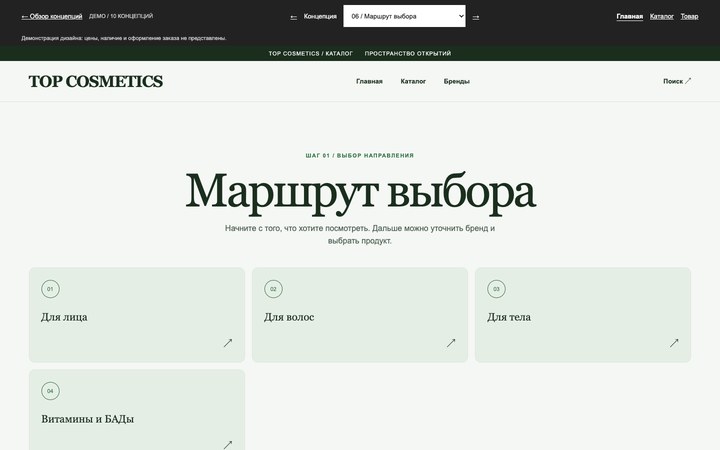 ← Обзор концепций ДЕМО / 10 КОНЦЕПЦИЙ ← Концепция 06 / Маршрут выбора → Главная Каталог Товар
Демонстрация дизайна: цены, наличие и оформление заказа не представлены.
TOP COSMETICS / КАТАЛОГ ПРОСТРАНСТВО ОТКРЫТИЙ
TOP COSMETICS Главная Каталог Бренды Поиск ↗
ШАГ 01 / ВЫБОР НАПРАВЛЕНИЯ
Маршрут выбора
Начните с того, что хотите посмотреть. Дальше можно уточнить бренд и
выбрать продукт.
01 02 03
Для лица Для волос Для тела
↗ ↗ ↗
04
Витамины и БАДы
↗